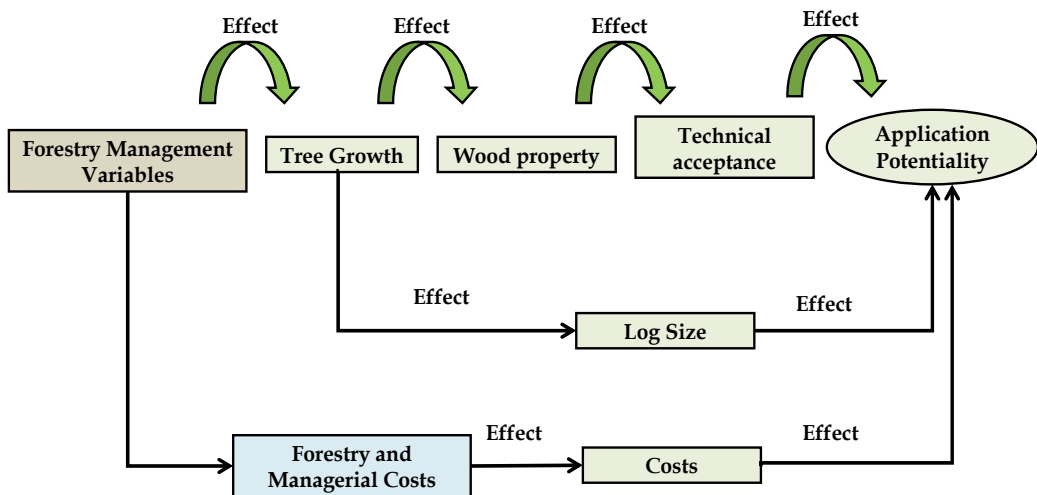 Effect
Effect
Effect
Effect
Forestry Management
Variables
Tree Growth
Wood property
Technical
acceptance
Application
Potentiality
Effect
Effect
Log Size
Effect
Effect
Forestry and
Managerial Costs
Costs